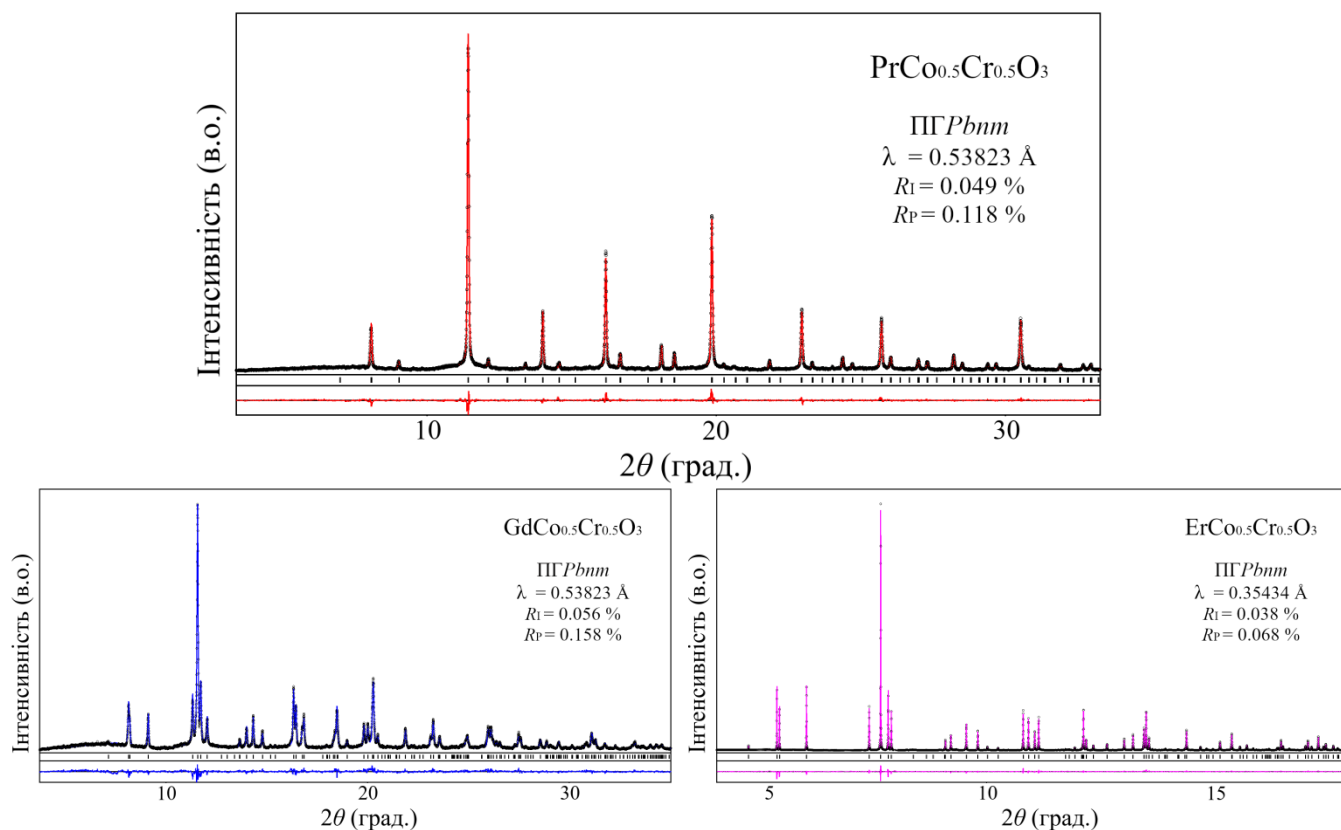 Інтенсивність (в.о.)
PrCo0.5Cr0.5O3
ПГPbnm
λ = 0.53823 Å
RI = 0.049 %
RP = 0.118 %
10 20 30
2θ (град.)
Інтенсивність (в.о.)
GdCo0.5Cr0.5O3
ПГPbnm
λ = 0.53823 Å
RI = 0.056 %
RP = 0.158 %
10 20 30
2θ (град.)
Інтенсивність (в.о.)
ErCo0.5Cr0.5O3
ПГPbnm
λ = 0.35434 Å
RI = 0.038 %
RP = 0.068 %
5 10 15
2θ (град.)